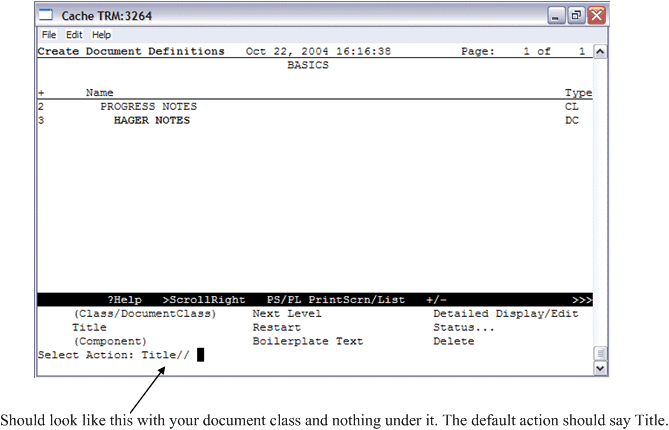 Cache TRM:3264
File Edit Help
Create Document Definitions Oct 22, 2004 16:16:38 Page: 1 of 1
BASICS
+ Name Type
2 PROGRESS NOTES CL
3 HAGER NOTES DC
?Help >ScrollRight PS/PL PrintScrn/List +/- >>>
(Class/DocumentClass) Next Level Detailed Display/Edit
Title Restart Status...
(Component) Boilerplate Text Delete
Select Action: Title//
Should look like this with your document class and nothing under it. The default action should say Title.